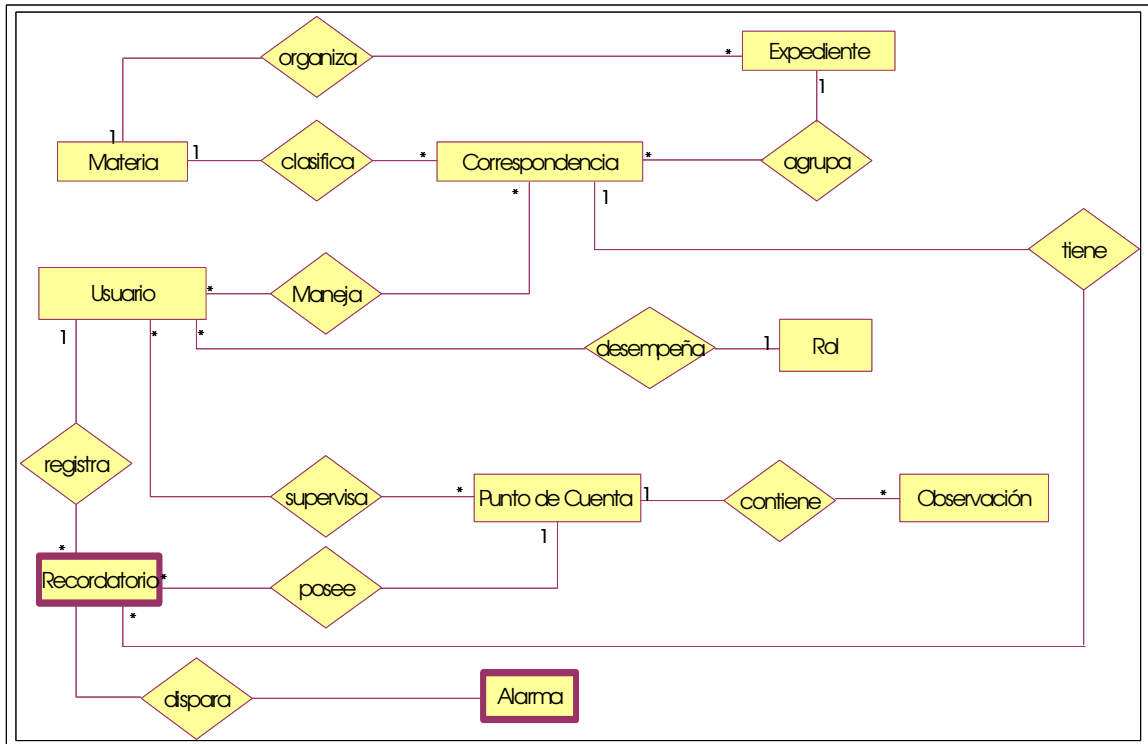 organiza
*
Expediente
1
1
Materia
1
clasifica
*
Correspondencia
*
agrupa
*
1
tiene
Usuario
*
Maneja
1
*
*
desempeña
1
Rol
registra
supervisa
*
Punto de Cuenta
1
contiene
*
Observación
*
1
Recordatorio
*
posee
*
dispara
Alarma